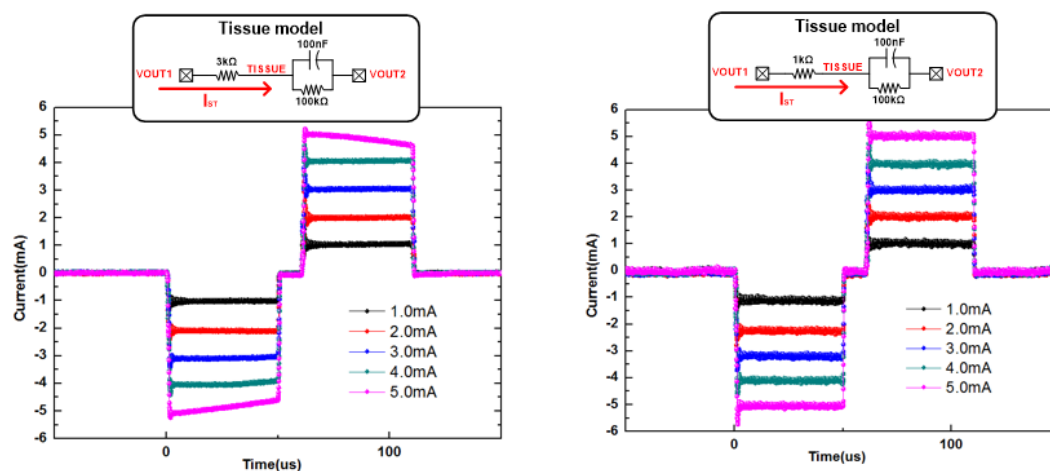 Tissue model
100nF
3kΩ
VOUT1
TISSUE
VOUT2
100kΩ
IST
6
5
4
3
2
1
0
-1
-2
-3
-4
-5
-6
Current(mA)
1.0mA
2.0mA
3.0mA
4.0mA
5.0mA
0
100
Time(us)
Tissue model
100nF
1kΩ
VOUT1
TISSUE
VOUT2
100kΩ
IST
6
5
4
3
2
1
0
-1
-2
-3
-4
-5
-6
Current(mA)
1.0mA
2.0mA
3.0mA
4.0mA
5.0mA
0
100
Time(us)